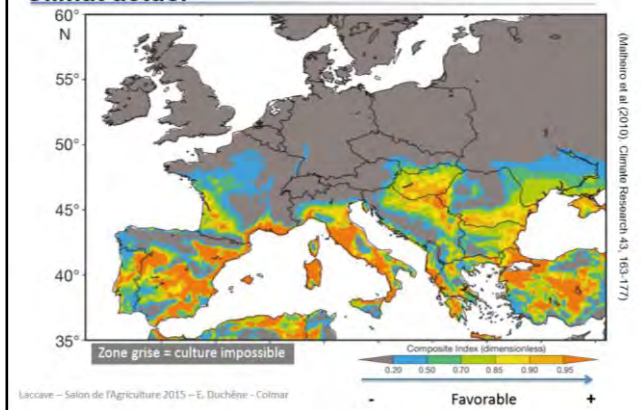 Climat actuel
60°
N
55°
50°
45°
40°
35°
(Malheiro et al (2010), Climate Research 43, 163-177)
Zone grise = culture impossible
Composite Index (dimensionless)
0.20 0.50 0.70 0.85 0.90 0.95
- Favorable +
Laccave – Salon de l'Agriculture 2015 – E. Duchêne - Colmar